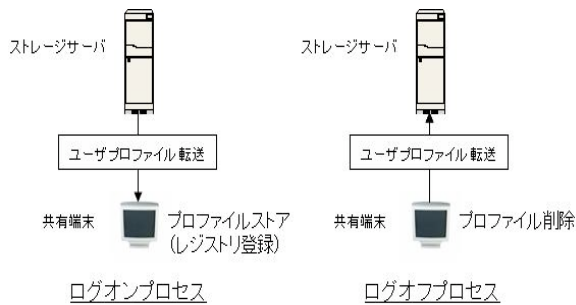 ストレージサーバ
ユーザプロファイル転送
共有端末
プロファイルストア
(レジストリ登録)
ログオンプロセス
ストレージサーバ
ユーザプロファイル転送
共有端末
プロファイル削除
ログオフプロセス